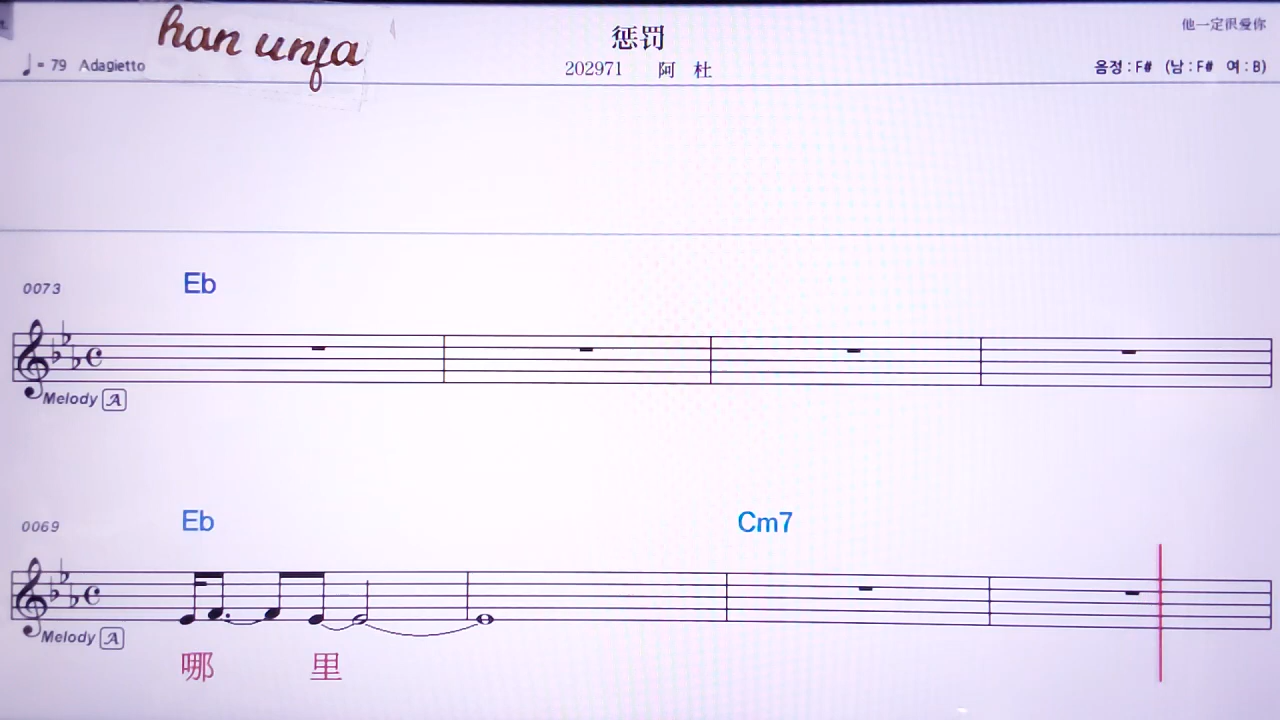 han unfa
惩罚
他一定很爱你
♩= 79 Adagietto
202971 阿 杜
음정 : F# (남 : F# 여 : B)
0073
Eb
Melody A
0069
Eb
Cm7
Melody A
哪 里